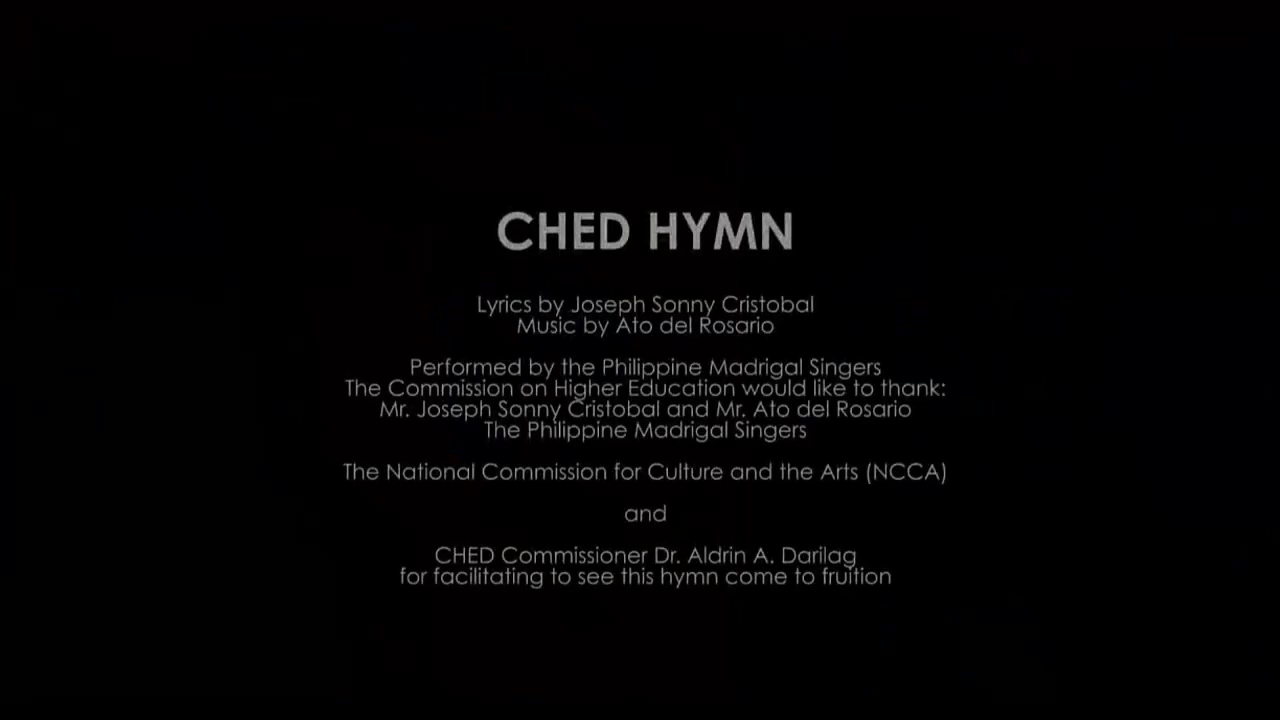 CHED HYMN
Lyrics by Joseph Sonny Cristobal
Music by Ato del Rosario
Performed by the Philippine Madrigal Singers
The Commission on Higher Education would like to thank:
Mr. Joseph Sonny Cristobal and Mr. Ato del Rosario
The Philippine Madrigal Singers
The National Commission for Culture and the Arts (NCCA)
and
CHED Commissioner Dr. Aldrin A. Darilag
for facilitating to see this hymn come to fruition